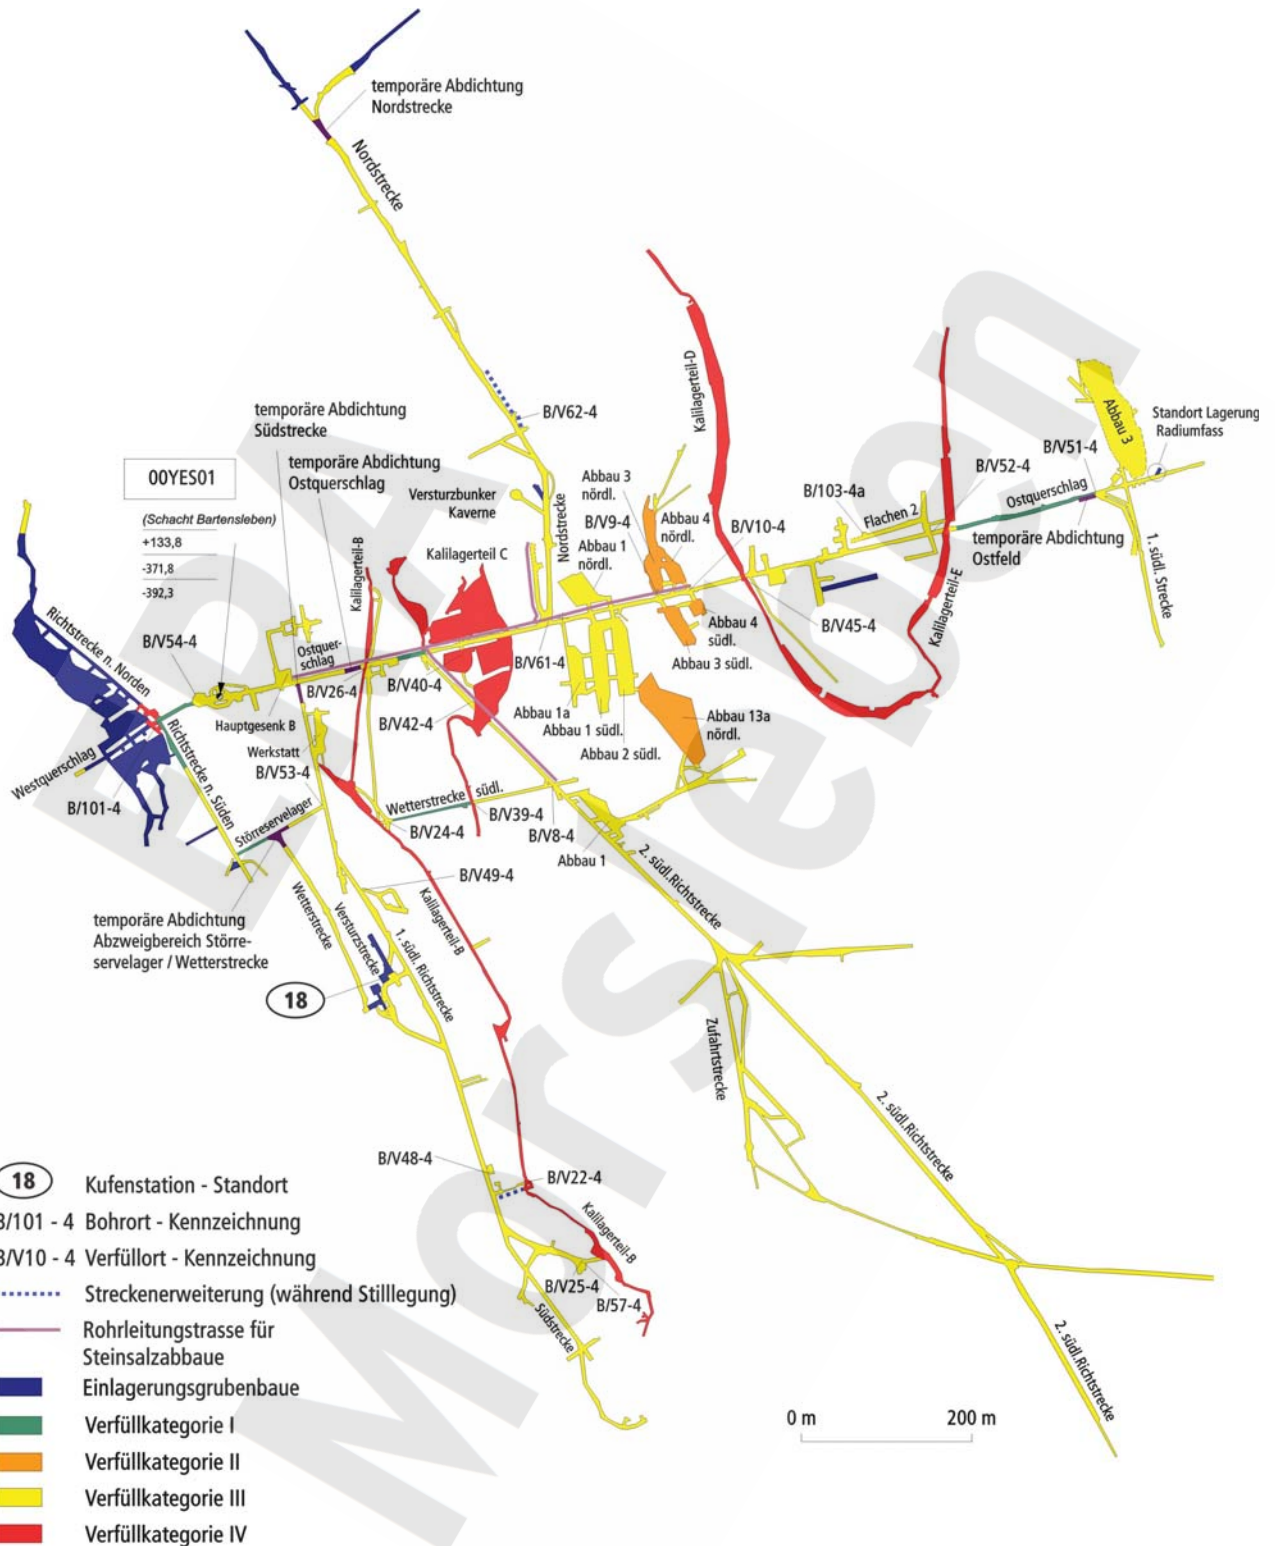 temporäre Abdichtung
Nordstrecke
Nordstrecke
B/V62-4
temporäre Abdichtung
Südstrecke
temporäre Abdichtung
Ostquerschlag
00YES01
(Schacht Bartensleben)
+133,8
-371,8
-392,3
Versturzbunker
Kaverne
Nordstrecke
Kalilagerteil-B
Kalilagerteil C
Abbau 3
nördl.
B/V9-4
Abbau 1
nördl.
Abbau 4
nördl.
Kalilagerteil-D
B/V10-4
B/103-4a
Flachen 2
B/V52-4
B/V51-4
Ostquerschlag
Abbau 3
Standort Lagerung
Radiumfass
temporäre Abdichtung
Ostfeld
1. südl. Strecke
Kalilagerteil-E
B/V45-4
Abbau 4
südl.
Abbau 3 südl.
Richtstrecke n. Norden
B/V54-4
Ostquer-
schlag
B/V26-4
B/V40-4
B/V61-4
Hauptgesenk B
B/V42-4
Abbau 1a
Abbau 1 südl.
Abbau 2 südl.
Abbau 13a
nördl.
Werkstatt
B/V53-4
Westquerschlag
Richtstrecke n. Süden
B/101-4
Störreservelager
Wetterstrecke südl.
B/V24-4
B/V39-4
B/V8-4
Abbau 1
2. südl.Richtstrecke
B/V49-4
temporäre Abdichtung
Abzweigbereich Större-
servelager / Wetterstrecke
Wetterstrecke
Versturzstrecke
1. südl. Richtstrecke
Kalilagerteil-B
18
Zufahrtstrecke
2. südl.Richtstrecke
B/V48-4
B/V22-4
Kalilagerteil-B
B/V25-4
B/57-4
Südstrecke
2. südl.Richtstrecke
18 Kufenstation - Standort
B/101 - 4 Bohrort - Kennzeichnung
B/V10 - 4 Verfüllort - Kennzeichnung
Streckenerweiterung (während Stilllegung)
Rohrleitungstrasse für
Steinsalzabbaue
Einlagerungsgrubenbaue
Verfüllkategorie I
Verfüllkategorie II
Verfüllkategorie III
Verfüllkategorie IV
0 m 200 m
ERA
Morsleben